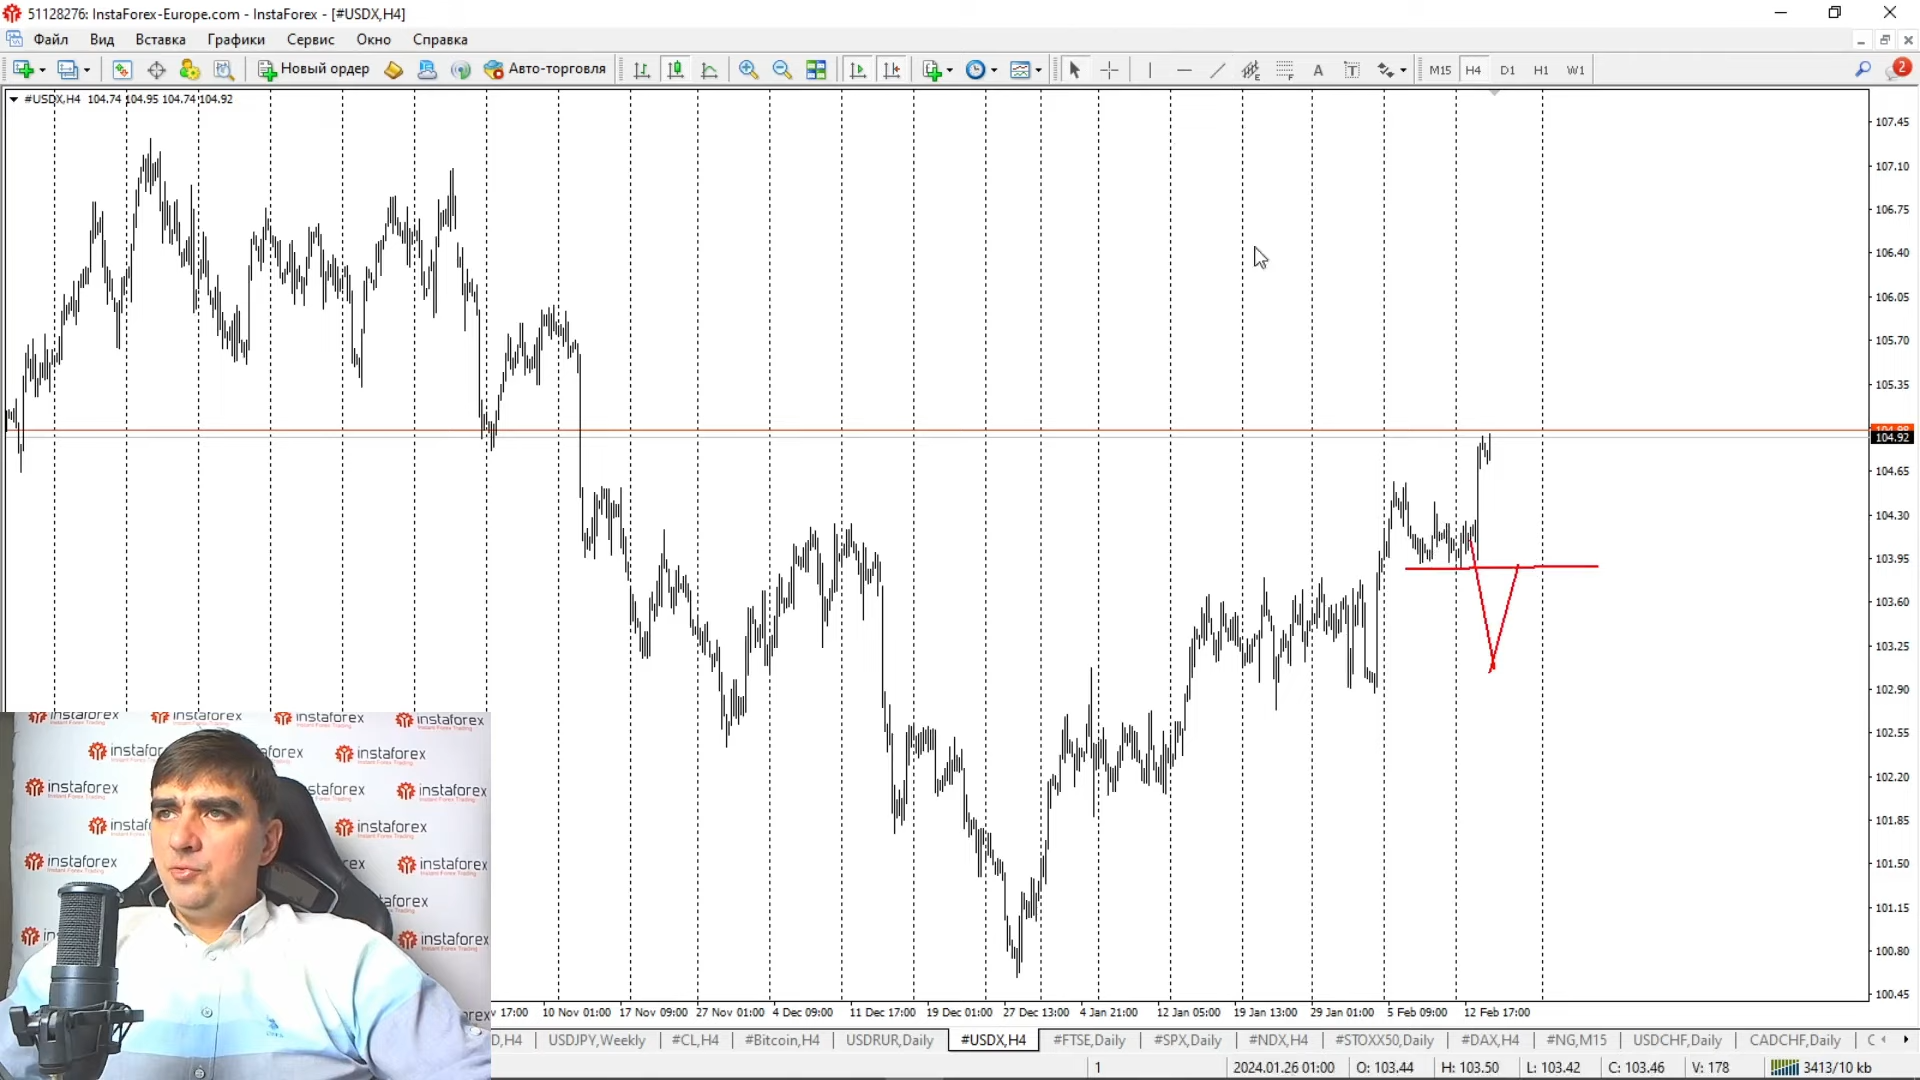 51128276: InstaForex-Europe.com - InstaForex - [#USDX,H4]
Файл Вид Вставка Графики Сервис Окно Справка
Новый ордер Авто-торговля A T M15 H4 D1 H1 W1 2
#USDX,H4 104.74 104.95 104.74 104.92
107.45
107.10
106.75
106.40
106.05
105.70
105.35
104.92
104.65
104.30
103.95
103.60
103.25
102.90
102.55
102.20
101.85
101.50
101.15
100.80
100.45
instaforex instaforex instaforex instaforex
instaforex
instaforex
instaforex
instaforex
instaforex
instaforex
instaforex
instaforex
17:00 10 Nov 01:00 17 Nov 09:00 27 Nov 01:00 4 Dec 09:00 11 Dec 17:00 19 Dec 01:00 27 Dec 13:00 4 Jan 21:00 12 Jan 05:00 19 Jan 13:00 29 Jan 01:00 5 Feb 09:00 12 Feb 17:00
D,H4 USDJPY,Weekly #CL,H4 #Bitcoin,H4 USDRUR,Daily #USDX,H4 #FTSE,Daily #SPX,Daily #NDX,H4 #STOXX50,Daily #DAX,H4 #NG,M15 USDCHF,Daily CADCHF,Daily
1 2024.01.26 01:00 O: 103.44 H: 103.50 L: 103.42 C: 103.46 V: 178 3413/10 kb